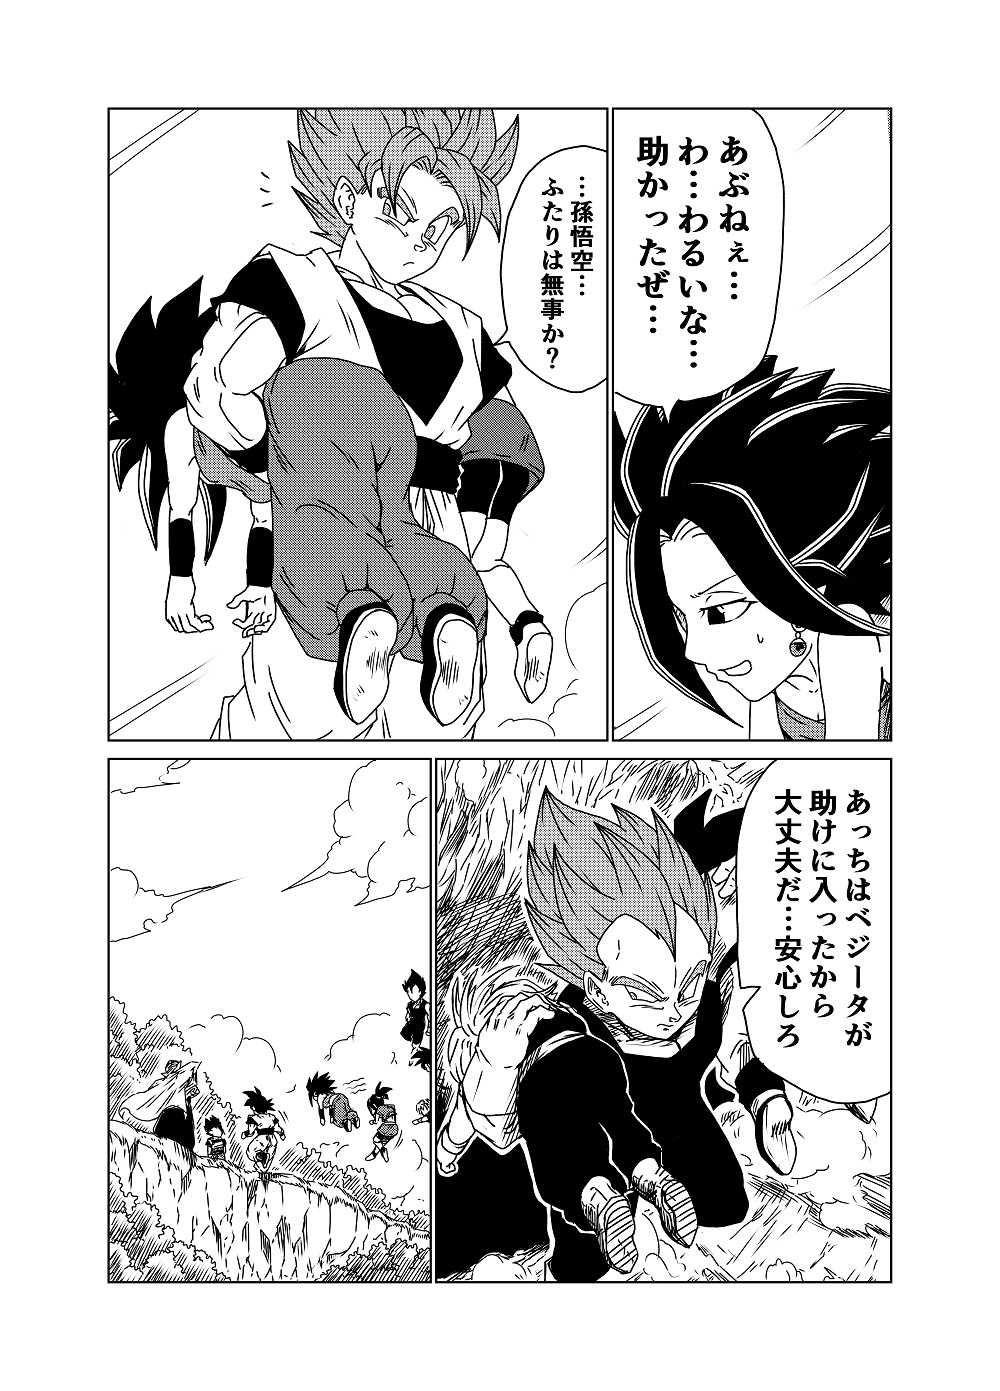 あぶねぇ…
わ…わるいな…
助かったぜ…
…孫悟空…
ふたりは無事か？
あっちはベジータが
助けに入ったから
大丈夫だ…安心しろ